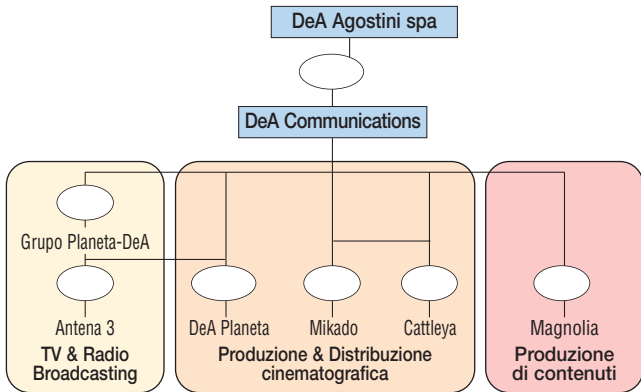 DeA Agostini spa
DeA Communications
Grupo Planeta-DeA
Antena 3
DeA Planeta
Mikado
Cattleya
Magnolia
TV & Radio
Broadcasting
Produzione & Distribuzione
cinematografica
Produzione
di contenuti